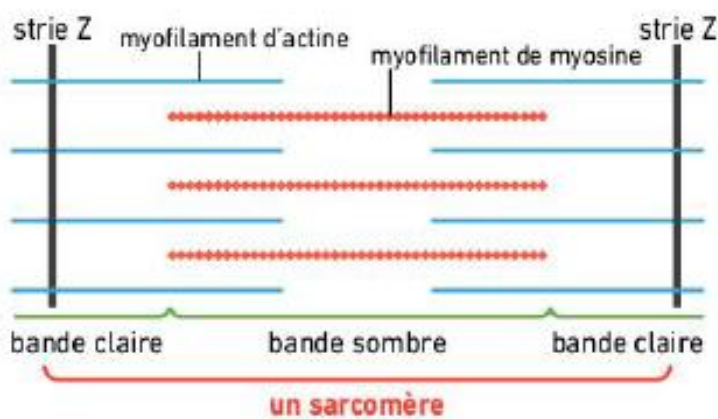 strie Z
strie Z
myofilament d'actine
myofilament de myosine
bande claire
bande sombre
bande claire
un sarcomère